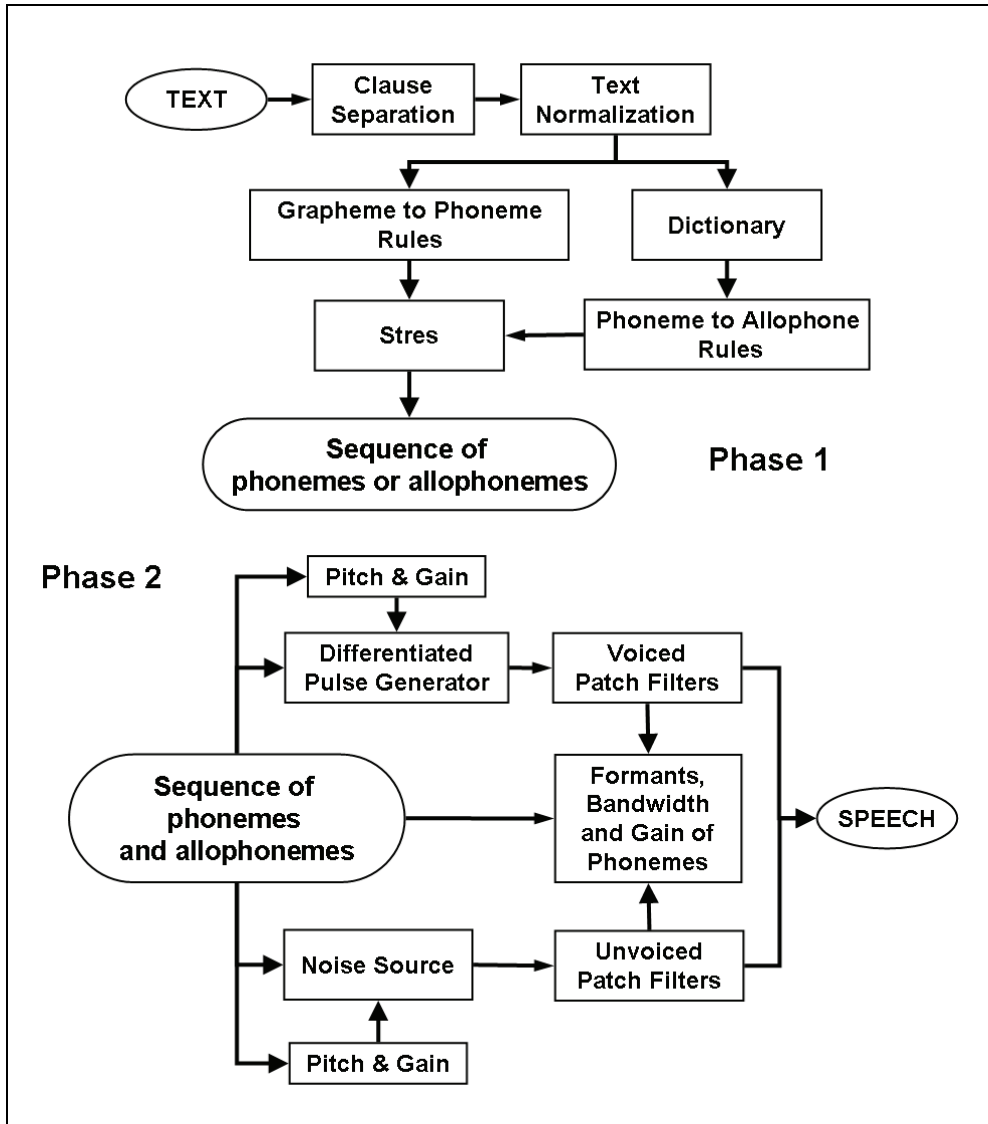 TEXT
Clause
Separation
Text
Normalization
Grapheme to Phoneme
Rules
Dictionary
Stres
Phoneme to Allophone
Rules
Sequence of
phonemes or allophonemes
Phase 1
Phase 2
Pitch & Gain
Differentiated
Pulse Generator
Voiced
Patch Filters
Sequence of
phonemes
and allophonemes
Formants,
Bandwidth
and Gain of
Phonemes
SPEECH
Noise Source
Unvoiced
Patch Filters
Pitch & Gain